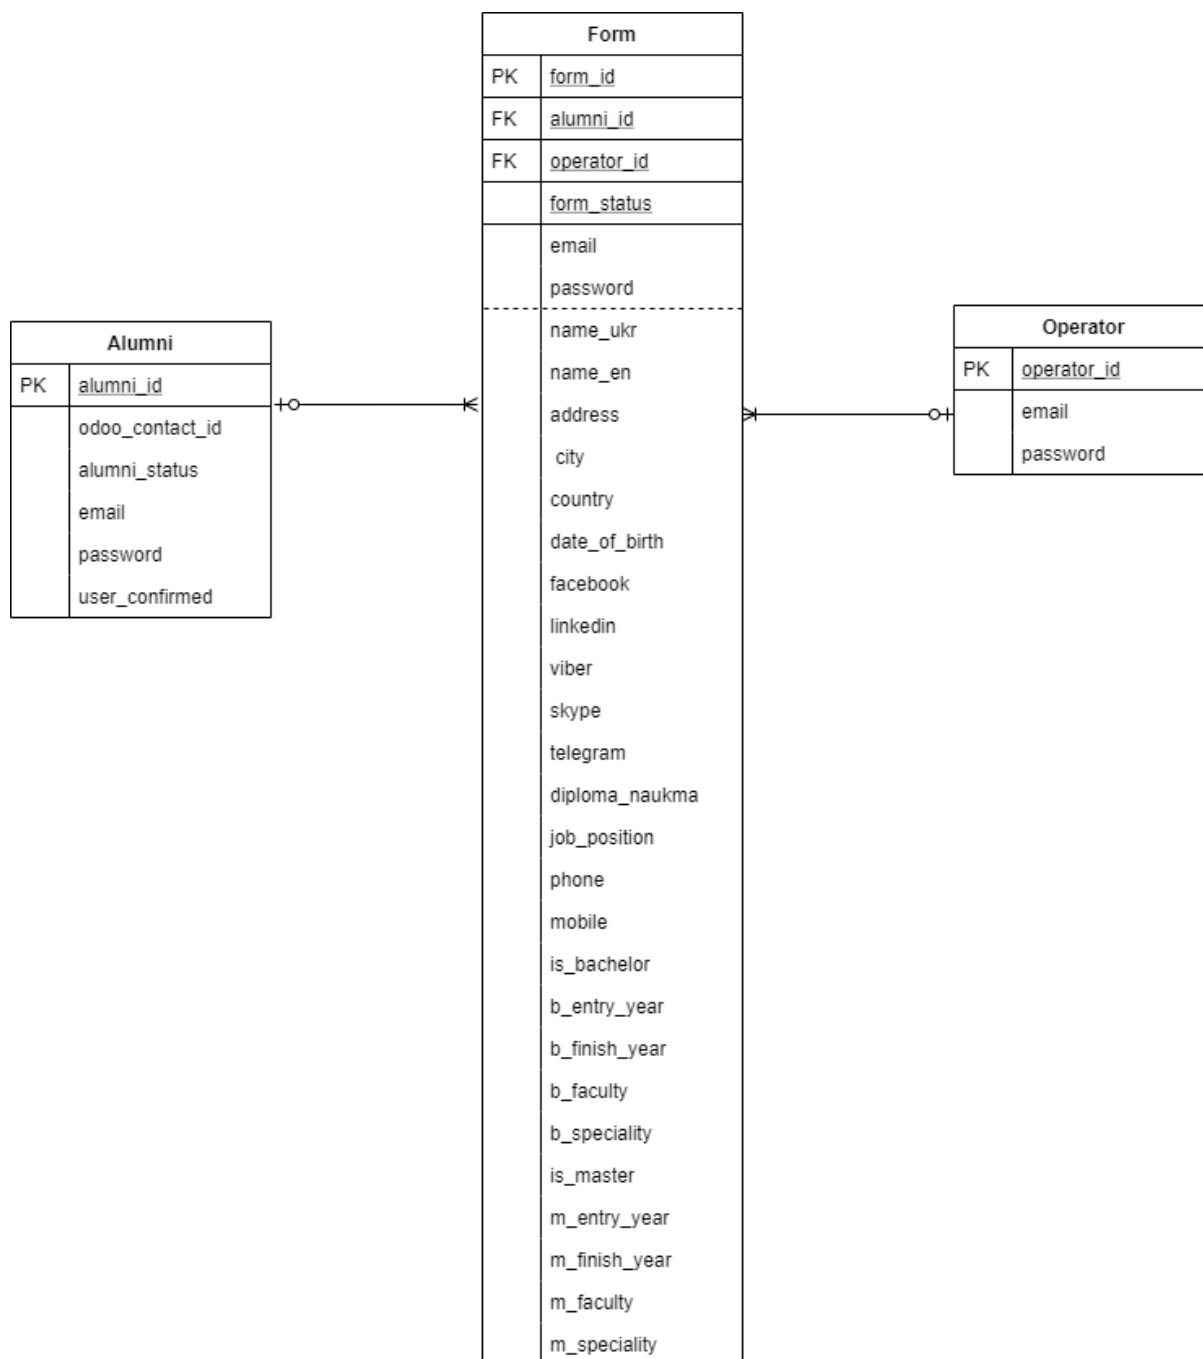 Form
PK form_id
FK alumni_id
FK operator_id
form_status
email
password
name_ukr
name_en
address
city
country
date_of_birth
facebook
linkedin
viber
skype
telegram
diploma_naukma
job_position
phone
mobile
is_bachelor
b_entry_year
b_finish_year
b_faculty
b_speciality
is_master
m_entry_year
m_finish_year
m_faculty
m_speciality
Alumni
PK alumni_id
odoo_contact_id
alumni_status
email
password
user_confirmed
Operator
PK operator_id
email
password